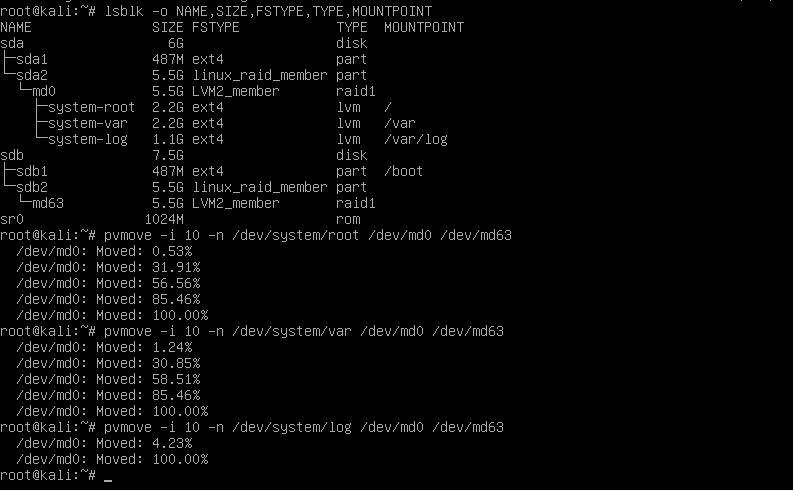 root@kali:~# lsblk -o NAME,SIZE,FSTYPE,TYPE,MOUNTPOINT
NAME                SIZE FSTYPE            TYPE  MOUNTPOINT
sda                   6G                   disk
├─sda1              487M ext4              part
└─sda2              5.5G linux_raid_member part
  └─md0             5.5G LVM2_member       raid1
    ├─system-root   2.2G ext4              lvm   /
    ├─system-var    2.2G ext4              lvm   /var
    └─system-log    1.1G ext4              lvm   /var/log
sdb                 7.5G                   disk
├─sdb1              487M ext4              part  /boot
└─sdb2              5.5G linux_raid_member part
  └─md63            5.5G LVM2_member       raid1
sr0                1024M                   rom
root@kali:~# pvmove -i 10 -n /dev/system/root /dev/md0 /dev/md63
  /dev/md0: Moved: 0.53%
  /dev/md0: Moved: 31.91%
  /dev/md0: Moved: 56.56%
  /dev/md0: Moved: 85.46%
  /dev/md0: Moved: 100.00%
root@kali:~# pvmove -i 10 -n /dev/system/var /dev/md0 /dev/md63
  /dev/md0: Moved: 1.24%
  /dev/md0: Moved: 30.85%
  /dev/md0: Moved: 58.51%
  /dev/md0: Moved: 85.46%
  /dev/md0: Moved: 100.00%
root@kali:~# pvmove -i 10 -n /dev/system/log /dev/md0 /dev/md63
  /dev/md0: Moved: 4.23%
  /dev/md0: Moved: 100.00%
root@kali:~# _